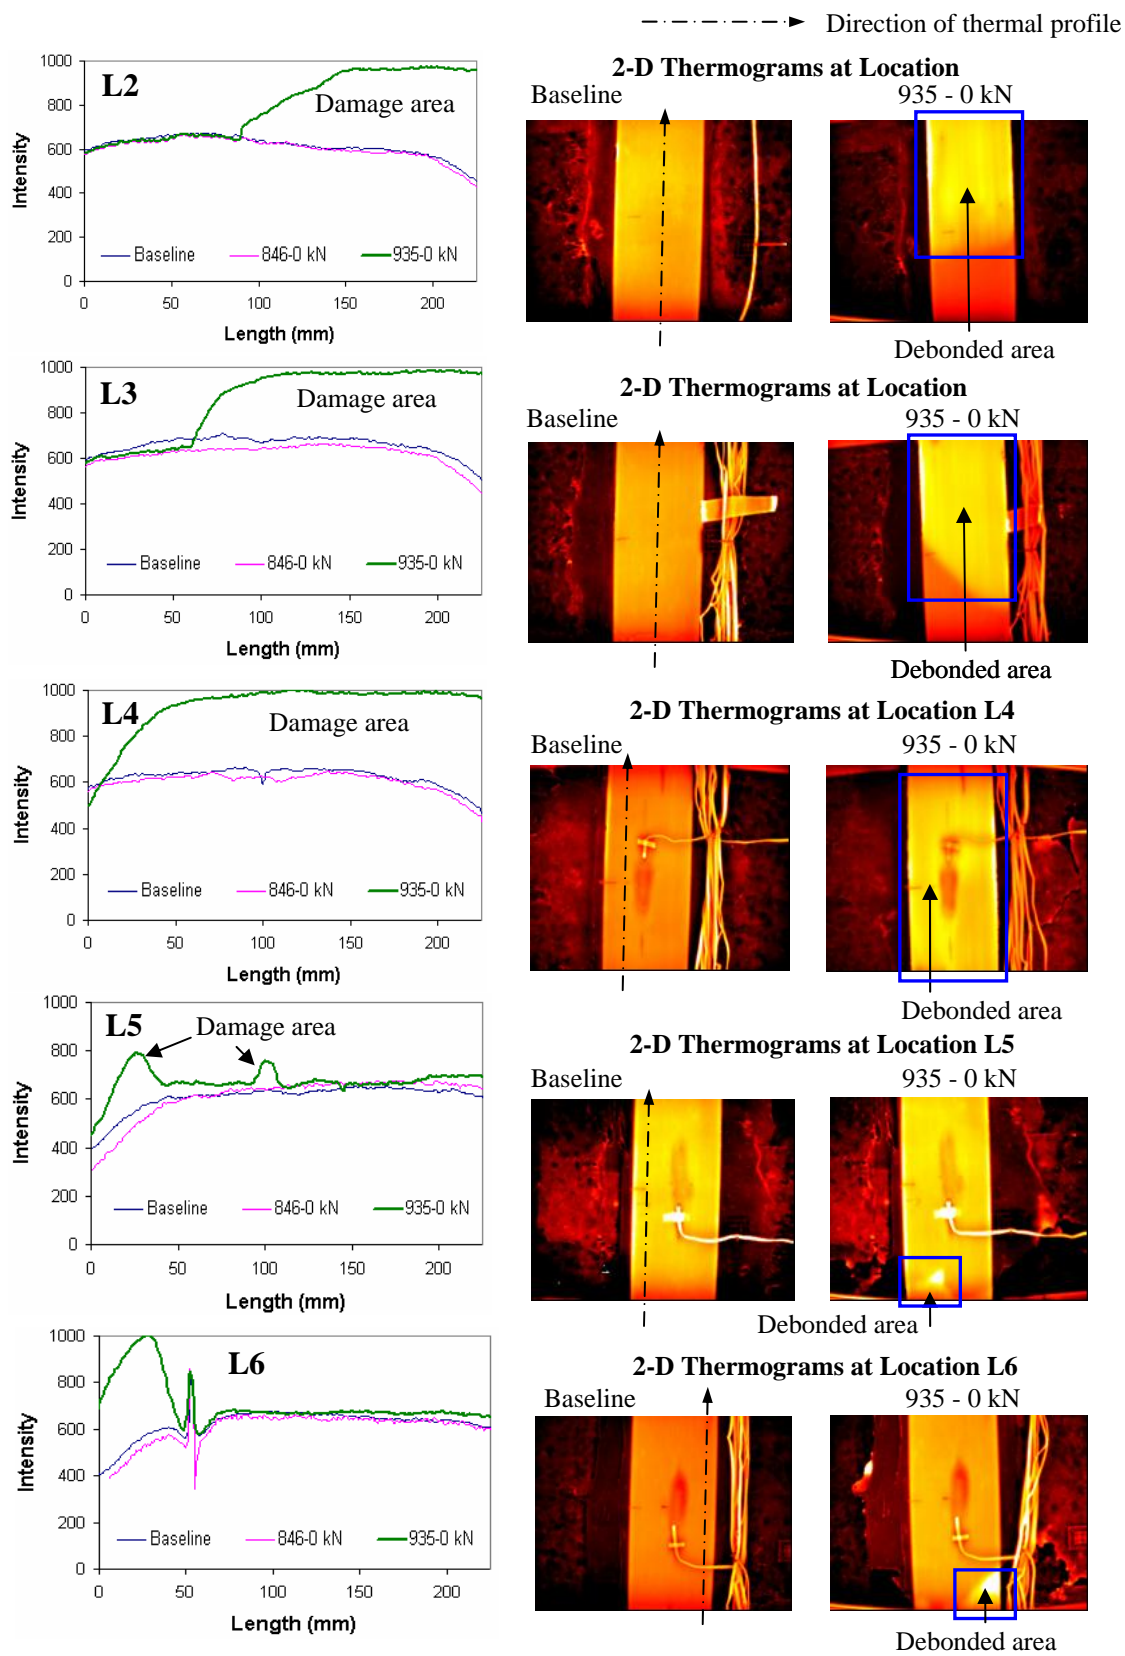 Direction of thermal profile
L2
1000
800
600
400
200
0
Intensity
Damage area
Baseline 846-0 kN 935-0 kN
0 50 100 150 200
Length (mm)
2-D Thermograms at Location
Baseline 935 - 0 kN
Debonded area
L3
1000
800
600
400
200
0
Intensity
Damage area
Baseline 846-0 kN 935-0 kN
0 50 100 150 200
Length (mm)
2-D Thermograms at Location
Baseline 935 - 0 kN
Debonded area
L4
1000
800
600
400
200
0
Intensity
Damage area
Baseline 846-0 kN 935-0 kN
0 50 100 150 200
Length (mm)
2-D Thermograms at Location L4
Baseline 935 - 0 kN
Debonded area
L5
1000
800
600
400
200
0
Intensity
Damage area
Baseline 846-0 kN 935-0 kN
0 50 100 150 200
Length (mm)
2-D Thermograms at Location L5
Baseline 935 - 0 kN
Debonded area
L6
1000
800
600
400
200
0
Intensity
Baseline 846-0 kN 935-0 kN
0 50 100 150 200
Length (mm)
2-D Thermograms at Location L6
Baseline 935 - 0 kN
Debonded area